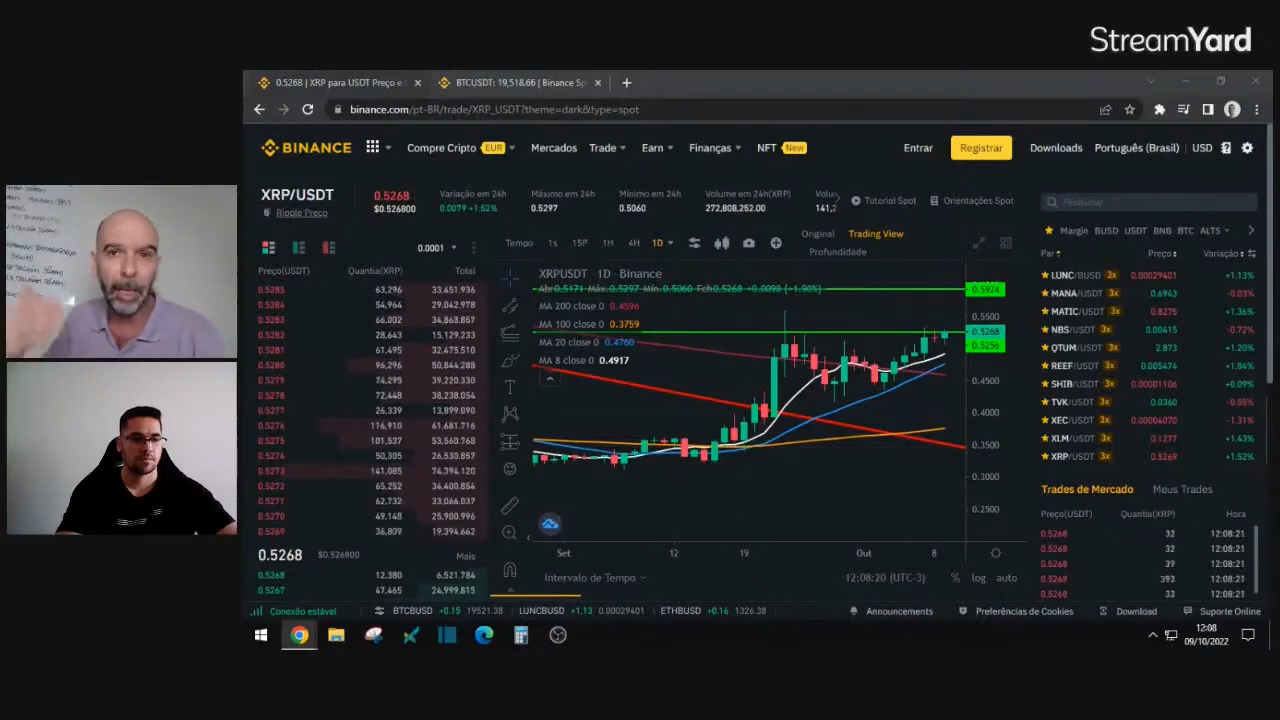 StreamYard
0.5268 | XRP para USDT Preço e
BTCUSDT: 19,518.66 | Binance Sp
binance.com/pt-BR/trade/XRP_USDT?theme=dark&type=spot
BINANCE
Compre Cripto EUR
Mercados
Trade
Earn
Finanças
NFT New
Entrar
Registrar
Downloads
Português (Brasil)
USD
XRP/USDT
Ripple Preço
0.5268
$0.526800
Variação em 24h
0.0079 +1.52%
Máximo em 24h
0.5297
Mínimo em 24h
0.5060
Volume em 24h(XRP)
272,808,252.00
Volu
141,2
Tutorial Spot
Orientações Spot
0.0001
Preço(USDT) Quantia(XRP) Total
0.5285 63,296 33,451.936
0.5284 54,964 29,042.978
0.5283 66,002 34,868.857
0.5282 28,643 15,129.233
0.5281 61,495 32,475.510
0.5280 96,296 50,844.288
0.5279 74,295 39,220.330
0.5278 72,448 38,238.054
0.5277 26,339 13,899.090
0.5276 116,910 61,681.716
0.5275 101,537 53,560.768
0.5274 50,305 26,530.857
0.5273 141,085 74,394.120
0.5272 65,252 34,400.854
0.5271 62,732 33,066.037
0.5270 49,148 25,900.996
0.5269 36,809 19,394.662
0.5268 $0.526800 Mais
0.5268 12,380 6,521.784
0.5267 47,465 24,999.815
Tempo 1s 15P 1H 4H 1D
Original
Trading View
Profundidade
XRPUSDT 1D Binance
Abr0.5171 Máx.0.5297 Mín.0.5060 Fch0.5268 +0.0098 (+1.90%)
MA 200 close 0 0.4596
MA 100 close 0 0.3759
MA 20 close 0 0.4760
MA 8 close 0 0.4917
0.5924
0.5500
0.5268
0.5256
0.4500
0.4000
0.3500
0.3000
0.2500
Set 12 19 Out 8
Intervalo de Tempo
12:08:20 (UTC-3)
% log auto
Pesquisar
Margin BUSD USDT BNB BTC ALTS
Par Preço Variação
LUNC/BUSD 3x 0.00029401 +1.13%
MANA/USDT 3x 0.6943 -0.03%
MATIC/USDT 3x 0.8275 +1.36%
NBS/USDT 3x 0.00415 -0.72%
QTUM/USDT 3x 2.873 +1.20%
REEF/USDT 3x 0.005474 +1.84%
SHIB/USDT 3x 0.00001106 +0.09%
TVK/USDT 3x 0.0360 -0.55%
XEC/USDT 3x 0.00004070 -1.31%
XLM/USDT 3x 0.1277 +1.43%
XRP/USDT 3x 0.5268 +1.52%
Trades de Mercado
Meus Trades
Preço(USDT) Quantia(XRP) Hora
0.5268 32 12:08:21
0.5268 32 12:08:21
0.5268 39 12:08:21
0.5268 393 12:08:21
0.5268 33 12:08:21
Conexão estável
BTCBUSD +0.15 19521.38
LUNCBUSD +1.13 0.00029401
ETHBUSD +0.16 1326.38
Announcements
Preferências de Cookies
Download
Suporte Online
12:08
09/10/2022